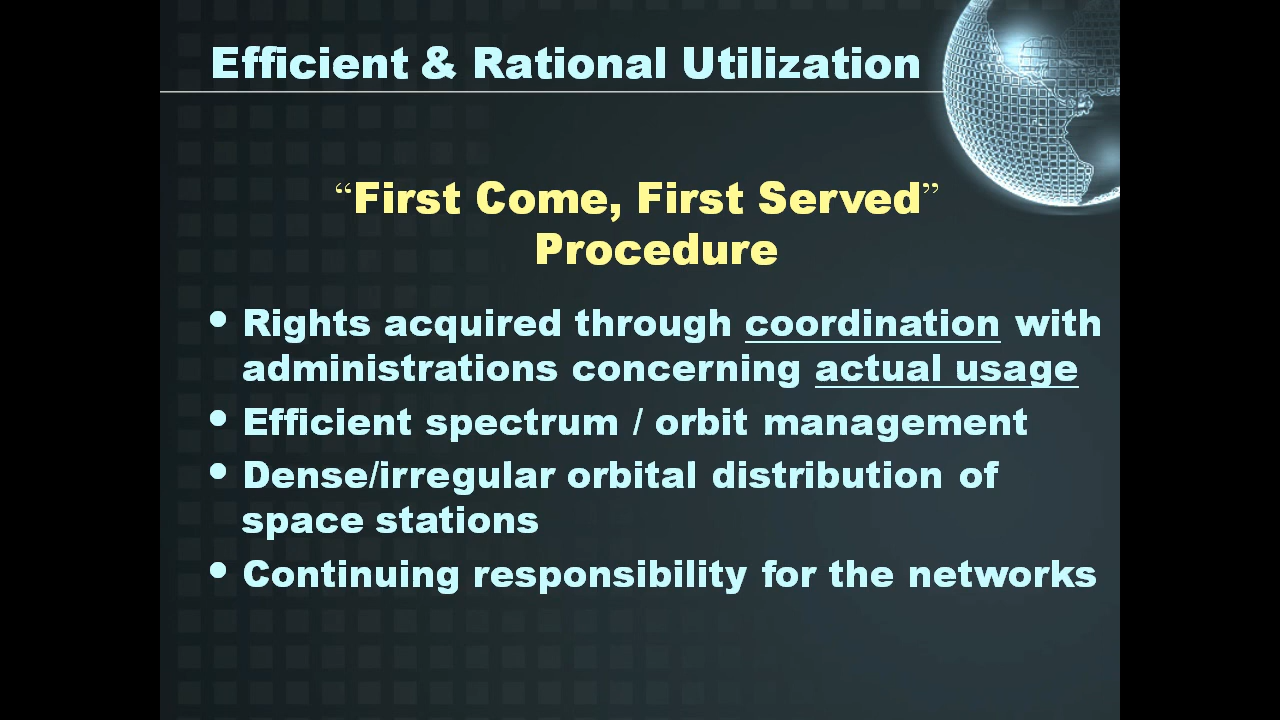 Efficient & Rational Utilization
“First Come, First Served”
Procedure
• Rights acquired through coordination with
administrations concerning actual usage
• Efficient spectrum / orbit management
• Dense/irregular orbital distribution of
space stations
• Continuing responsibility for the networks